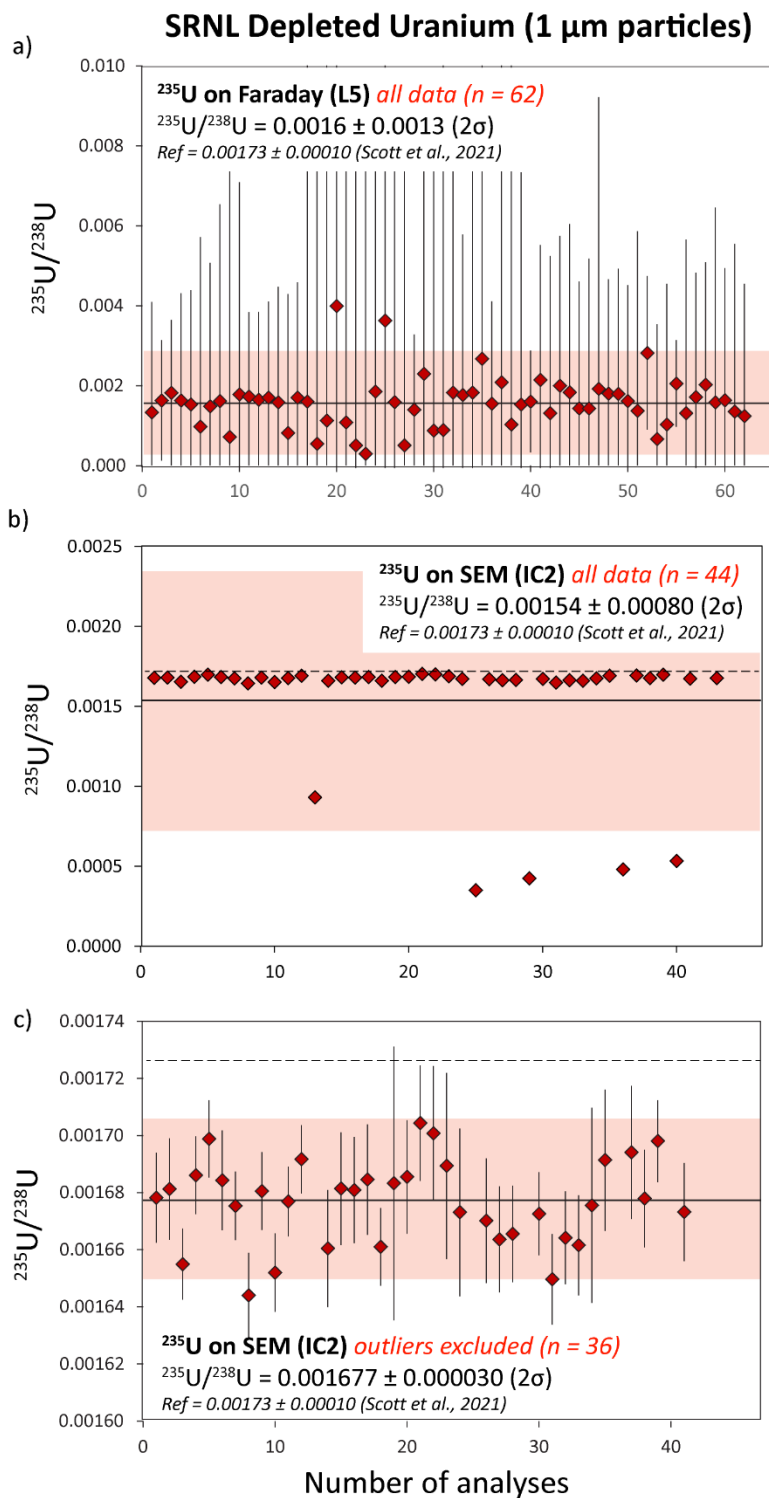 SRNL Depleted Uranium (1 µm particles)
a)
²³⁵U on Faraday (L5) all data (n = 62)
²³⁵U/²³⁸U = 0.0016 ± 0.0013 (2σ)
Ref = 0.00173 ± 0.00010 (Scott et al., 2021)
²³⁵U/²³⁸U
0.010
0.008
0.006
0.004
0.002
0.000
0 10 20 30 40 50 60
b)
²³⁵U on SEM (IC2) all data (n = 44)
²³⁵U/²³⁸U = 0.00154 ± 0.00080 (2σ)
Ref = 0.00173 ± 0.00010 (Scott et al., 2021)
²³⁵U/²³⁸U
0.0025
0.0020
0.0015
0.0010
0.0005
0.0000
0 10 20 30 40
c)
²³⁵U/²³⁸U
0.00174
0.00172
0.00170
0.00168
0.00166
0.00164
0.00162
0.00160
²³⁵U on SEM (IC2) outliers excluded (n = 36)
²³⁵U/²³⁸U = 0.001677 ± 0.000030 (2σ)
Ref = 0.00173 ± 0.00010 (Scott et al., 2021)
0 10 20 30 40
Number of analyses